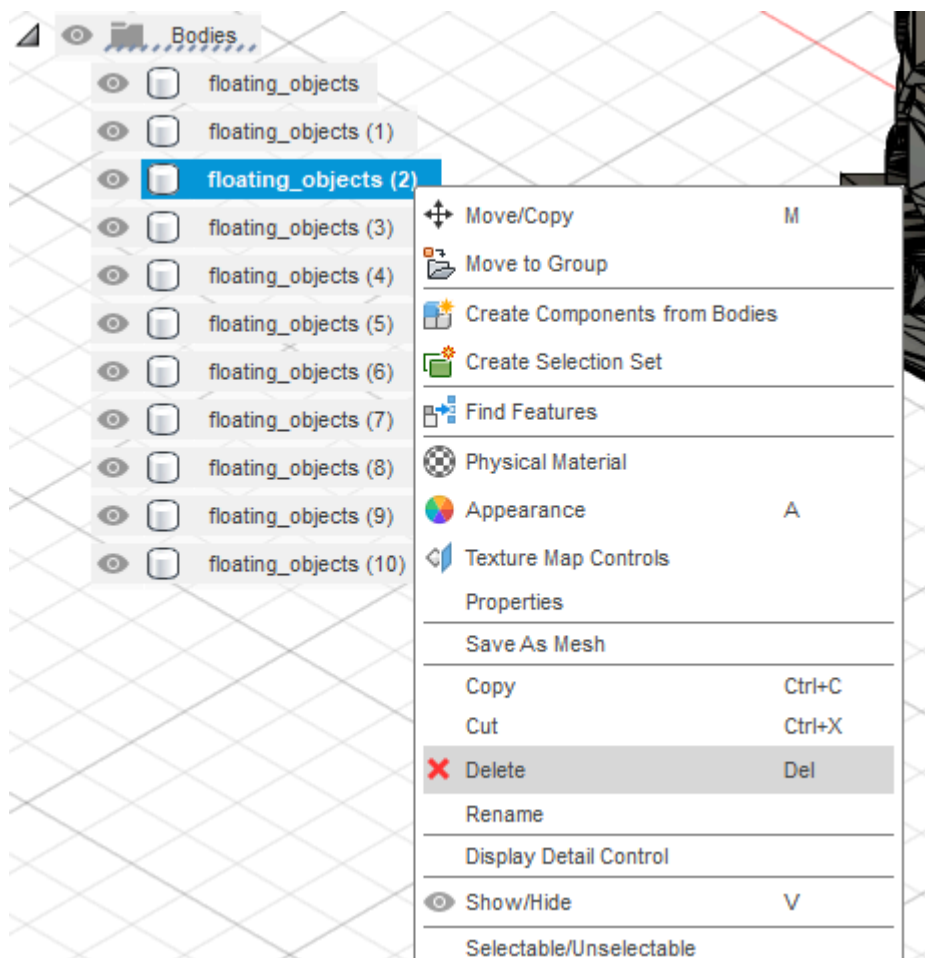 Bodies
floating_objects
floating_objects (1)
floating_objects (2)
floating_objects (3)
floating_objects (4)
floating_objects (5)
floating_objects (6)
floating_objects (7)
floating_objects (8)
floating_objects (9)
floating_objects (10)
Move/Copy M
Move to Group
Create Components from Bodies
Create Selection Set
Find Features
Physical Material
Appearance A
Texture Map Controls
Properties
Save As Mesh
Copy Ctrl+C
Cut Ctrl+X
Delete Del
Rename
Display Detail Control
Show/Hide V
Selectable/Unselectable